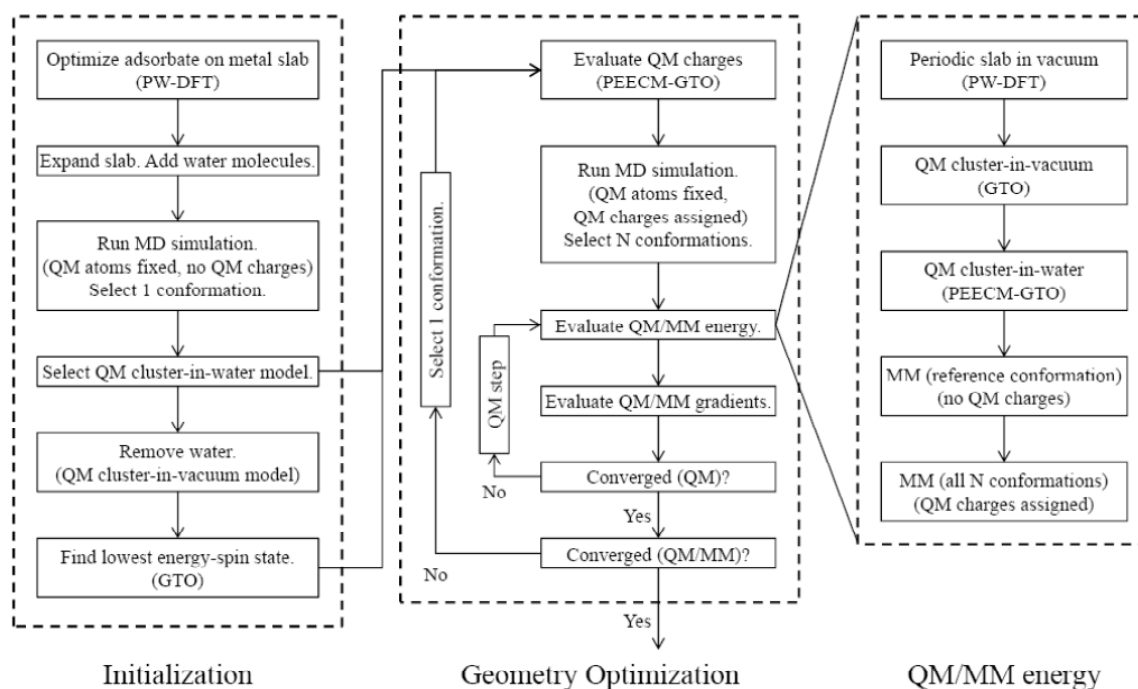 Optimize adsorbate on metal slab
(PW-DFT)
Expand slab. Add water molecules.
Run MD simulation.
(QM atoms fixed, no QM charges)
Select 1 conformation.
Select QM cluster-in-water model.
Remove water.
(QM cluster-in-vacuum model)
Find lowest energy-spin state.
(GTO)
Initialization
Evaluate QM charges
(PEECM-GTO)
Run MD simulation.
(QM atoms fixed,
QM charges assigned)
Select N conformations.
Select 1 conformation.
Evaluate QM/MM energy.
QM step
Evaluate QM/MM gradients.
Converged (QM)?
No
Yes
Converged (QM/MM)?
No
Yes
Geometry Optimization
Periodic slab in vacuum
(PW-DFT)
QM cluster-in-vacuum
(GTO)
QM cluster-in-water
(PEECM-GTO)
MM (reference conformation)
(no QM charges)
MM (all N conformations)
(QM charges assigned)
QM/MM energy